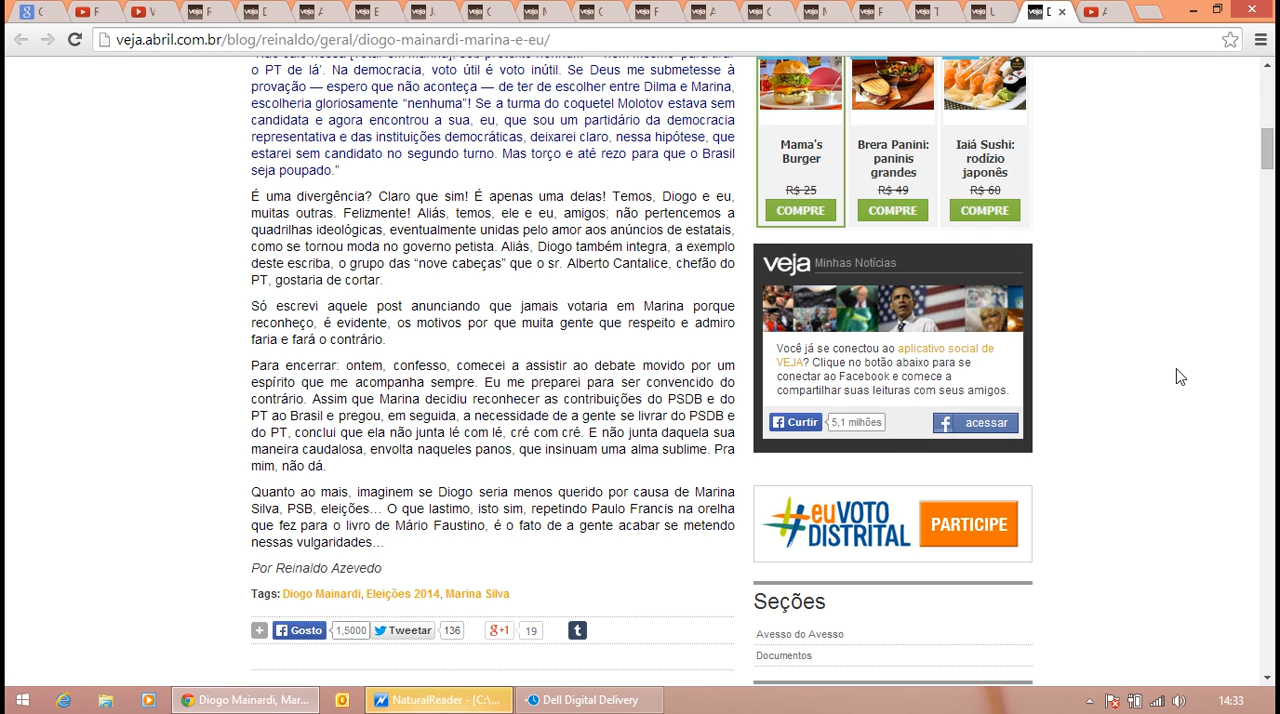 veja.abril.com.br/blog/reinaldo/geral/diogo-mainardi-marina-e-eu/
o PT de lá'. Na democracia, voto útil é voto inútil. Se Deus me submetesse à
provação — espero que não aconteça — de ter de escolher entre Dilma e Marina,
escolheria gloriosamente "nenhuma"! Se a turma do coquetel Molotov estava sem
candidata e agora encontrou a sua, eu, que sou um partidário da democracia
representativa e das instituições democráticas, deixarei claro, nessa hipótese, que
estarei sem candidato no segundo turno. Mas torço e até rezo para que o Brasil
seja poupado."
É uma divergência? Claro que sim! É apenas uma delas! Temos, Diogo e eu,
muitas outras. Felizmente! Aliás, temos, ele e eu, amigos; não pertencemos a
quadrilhas ideológicas, eventualmente unidas pelo amor aos anúncios de estatais,
como se tornou moda no governo petista. Aliás, Diogo também integra, a exemplo
deste escriba, o grupo das "nove cabeças" que o sr. Alberto Cantalice, chefão do
PT, gostaria de cortar.
Só escrevi aquele post anunciando que jamais votaria em Marina porque
reconheço, é evidente, os motivos por que muita gente que respeito e admiro
faria e fará o contrário.
Para encerrar: ontem, confesso, comecei a assistir ao debate movido por um
espírito que me acompanha sempre. Eu me preparei para ser convencido do
contrário. Assim que Marina decidiu reconhecer as contribuições do PSDB e do
PT ao Brasil e pregou, em seguida, a necessidade de a gente se livrar do PSDB e
do PT, conclui que ela não junta lé com lé, cré com cré. E não junta daquela sua
maneira caudalosa, envolta naqueles panos, que insinuam uma alma sublime. Pra
mim, não dá.
Quanto ao mais, imaginem se Diogo seria menos querido por causa de Marina
Silva, PSB, eleições... O que lastimo, isto sim, repetindo Paulo Francis na orelha
que fez para o livro de Mário Faustino, é o fato de a gente acabar se metendo
nessas vulgaridades...
Por Reinaldo Azevedo
Tags: Diogo Mainardi, Eleições 2014, Marina Silva
Gosto 1,5000 Tweetar 136 g+1 19 t
Mama's
Burger
R$ 25
COMPRE
Brera Panini:
paninis
grandes
R$ 49
COMPRE
Iaiá Sushi:
rodízio
japonês
R$ 60
COMPRE
veja Minhas Notícias
Você já se conectou ao aplicativo social de
VEJA? Clique no botão abaixo para se
conectar ao Facebook e comece a
compartilhar suas leituras com seus amigos.
Curtir 5,1 milhões acessar
#euVOTO
DISTRITAL
PARTICIPE
Seções
Avesso do Avesso
Documentos
Diogo Mainardi, Mar...
NaturalReader - [C:\...
Dell Digital Delivery
14:33